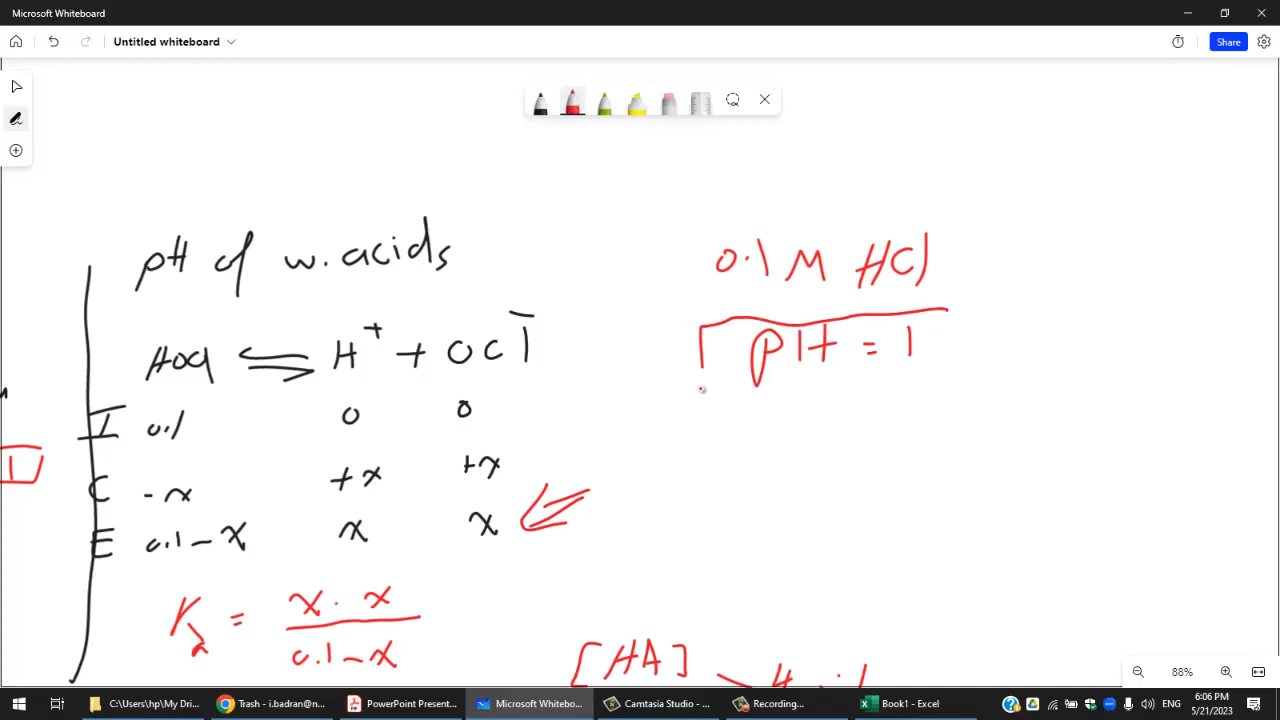 Microsoft Whiteboard
Untitled whiteboard
Share
pH of w. acids
HOCl ⇌ H⁺ + OCl⁻
I 0.1 0 0
C -x +x +x
E 0.1-x x x
Ka = x . x / 0.1-x
0.1 M HCl
pH = 1
1
[HA]
88%
C:\Users\hp\My Dri...
Trash - i.badran@n...
PowerPoint Present...
Microsoft Whitebo...
Camtasia Studio - ...
Recording...
Book1 - Excel
ENG
6:06 PM
5/21/2023